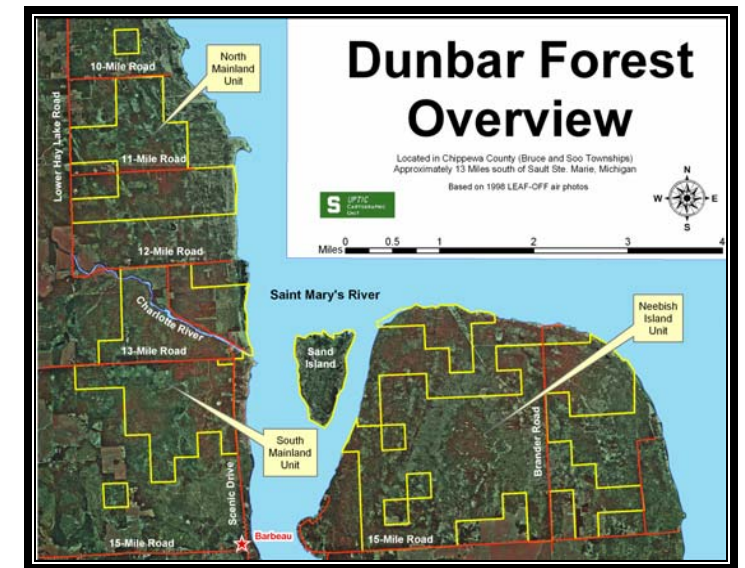 Dunbar Forest
Overview
Located in Chippewa County (Bruce and Soo Townships)
Approximately 13 Miles south of Sault Ste. Marie, Michigan
Based on 1998 LEAF-OFF air photos
S
UPTIC
CARTOGRAPHIC
UNIT
N
W
E
S
Miles
0
0.5
1
2
3
4
10-Mile Road
North
Mainland
Unit
Lower Hay Lake Road
11-Mile Road
12-Mile Road
Charlotte River
13-Mile Road
Saint Mary's River
Sand
Island
Neebish
Island
Unit
South
Mainland
Unit
Scenic Drive
Brander Road
15-Mile Road
Barbeau
15-Mile Road